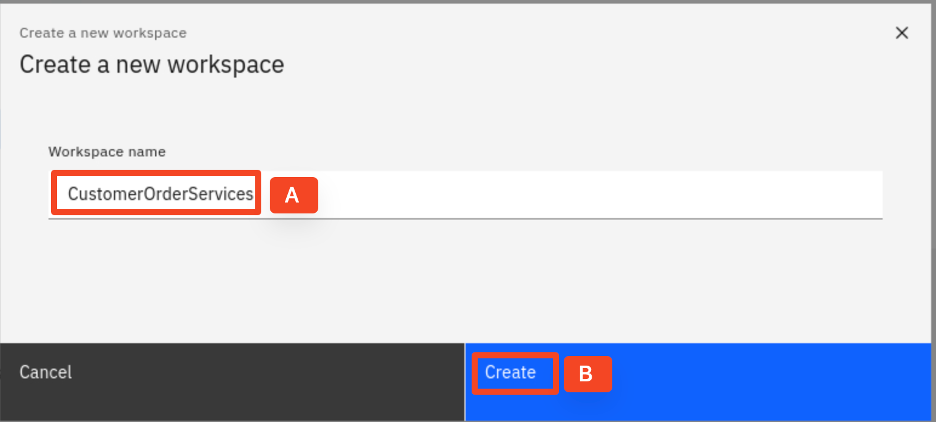 Create a new workspace
Create a new workspace
Workspace name
CustomerOrderServices A
Cancel
Create B